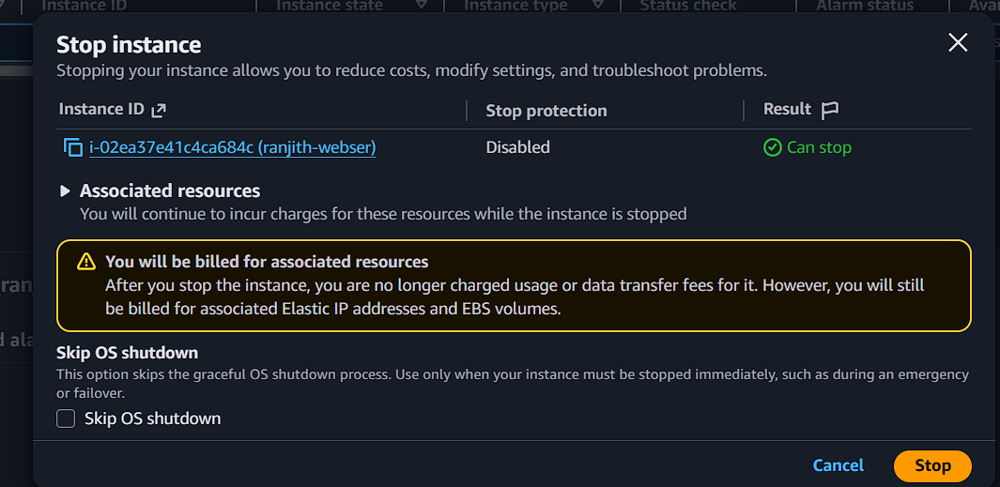 Instance ID Instance state Instance type Status check Alarm status Ava
Stop instance
Stopping your instance allows you to reduce costs, modify settings, and troubleshoot problems.
Instance ID Stop protection Result
i-02ea37e41c4ca684c (ranjith-webser) Disabled Can stop
Associated resources
You will continue to incur charges for these resources while the instance is stopped
You will be billed for associated resources
After you stop the instance, you are no longer charged usage or data transfer fees for it. However, you will still
be billed for associated Elastic IP addresses and EBS volumes.
(ran
d ala
Skip OS shutdown
This option skips the graceful OS shutdown process. Use only when your instance must be stopped immediately, such as during an emergency
or failover.
Skip OS shutdown
Cancel Stop